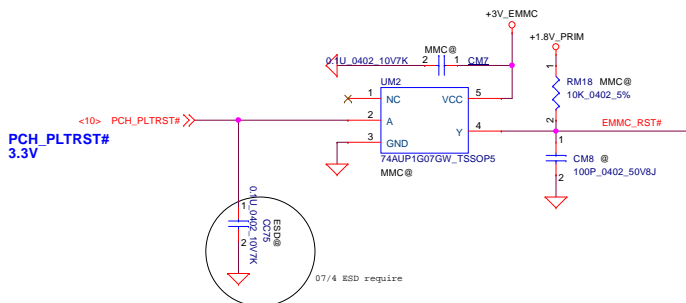 +3V_EMMC
+1.8V_PRIM
0.1U_0402_10V7K
MMC@
2
1
CM7
UM2
1
NC
VCC
5
2
A
3
GND
Y
4
74AUP1G07GW_TSSOP5
MMC@
1
RM18 MMC@
10K_0402_5%
2
EMMC_RST#
1
CM8 @
100P_0402_50V8J
2
<10> PCH_PLTRST#
PCH_PLTRST#
3.3V
1
2
0.1U_0402_10V7K
CC75
ESD@
07/4 ESD require